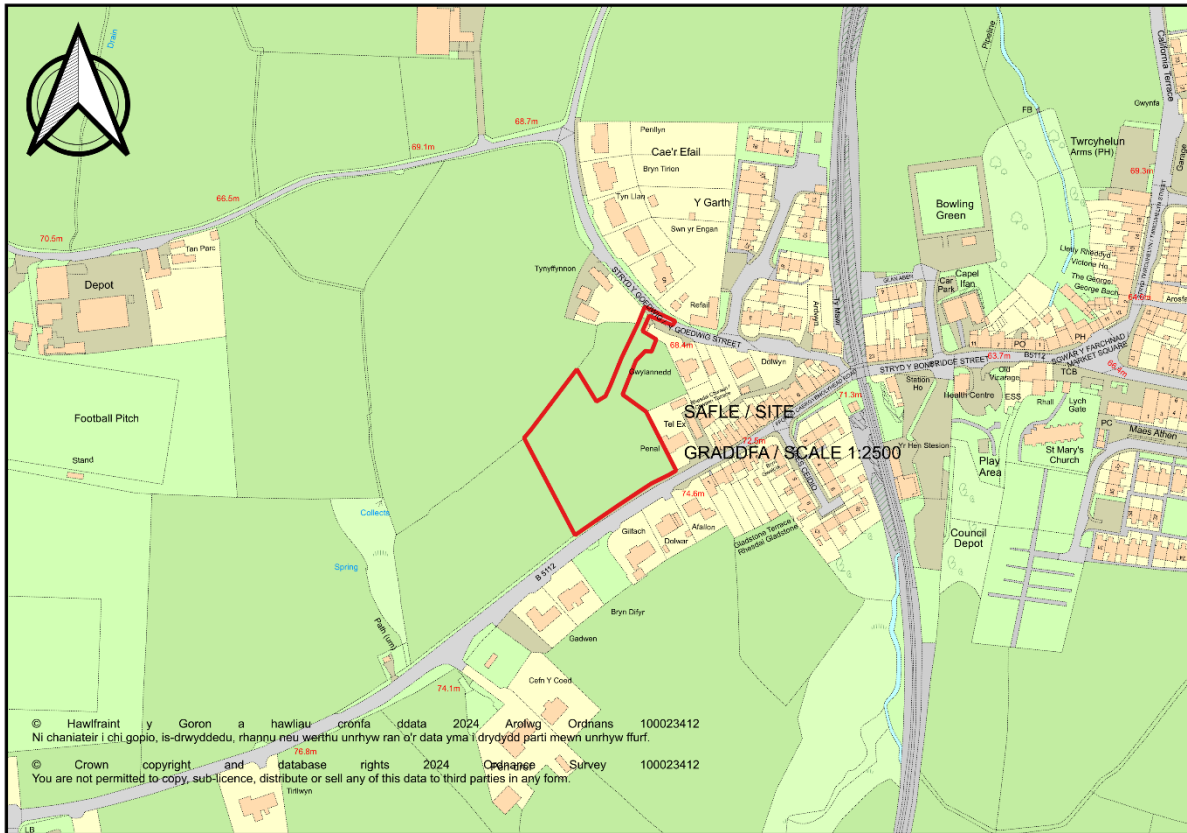 Drain
Pipeline
California Terrace
68.7m
69.1m
Penllyn
Cae'r Efail
Bryn Tirion
FB
Gwynfa
Twrcyhelun
Arms (PH)
69.3m
Garage
66.5m
Tyn Llan
Y Garth
Bowling
Green
70.5m
Tan Parc
Swn yr Engan
Depot
Tynyffynnon
Refail
Ty Mawr
Car
Park
Capel
Ifan
Victoria Ho
The George
George Bach
GOEDWIG STREET
68.4m
Dolwyn
STRYD Y BONT
BRIDGE STREET
63.7m
B5112
PO
PH
SGWAR Y FARCHNAD
MARKET SQUARE
TCB
Gwylannedd
71.3m
Station
Ho
Old
Vicarage
Health Centre
ESS
Rhall
Lych
Gate
SAFLE / SITE
Football Pitch
Tel Ex
PC
Maes Athen
72.5m
Penal
GRADDFA / SCALE 1:2500
Yr Hen Stesion
St Mary's
Church
Stand
Play
Area
74.6m
Collects
Gillach
Afallon
Dolwar
Gladstone Terrace /
Rhesdai Gladstone
Council
Depot
Spring
B 5112
Bryn Difyr
Path (um)
Gadwen
Cefn Y Coed
74.1m
© Hawlfraint y Goron a hawliau cronfa ddata 2024 Arolwg Ordnans 100023412
Ni chaniateir i chi gopio, is-drwyddedu, rhannu neu werthu unrhyw ran o'r data yma i drydydd parti mewn unrhyw ffurf.
76.8m
© Crown copyright and database rights 2024 Ordnance Survey 100023412
You are not permitted to copy, sub-licence, distribute or sell any of this data to third parties in any form.
Tirllwyn
LB